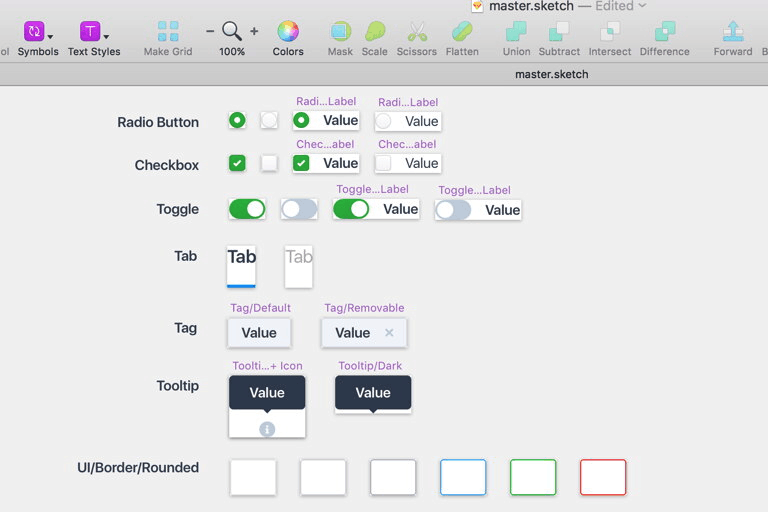 master.sketch — Edited
ol Symbols Text Styles Make Grid 100% Colors Mask Scale Scissors Flatten Union Subtract Intersect Difference Forward B
master.sketch
Radi...Label Radi...Label
Radio Button Value Value
Chec...abel Chec...abel
Checkbox Value Value
Toggle...Label Toggle...Label
Toggle Value Value
Tab Tab Tab
Tag/Default Tag/Removable
Tag Value Value ×
Toolti...+ Icon Tooltip/Dark
Tooltip Value Value
i
UI/Border/Rounded